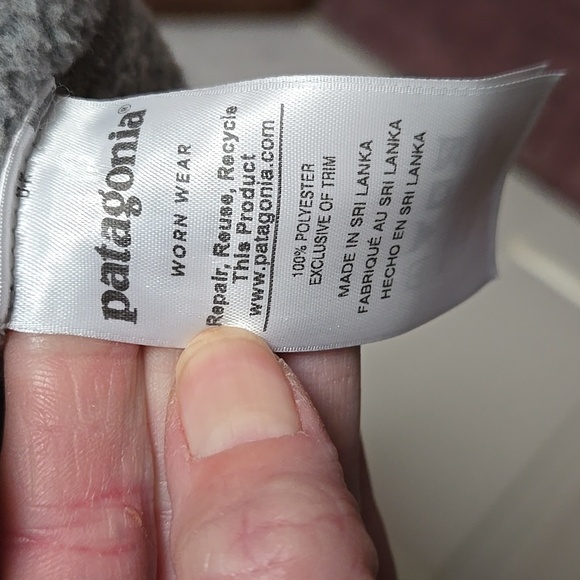 patagonia®
WORN WEAR
Repair, Reuse, Recycle
This Product
www.patagonia.com
100% POLYESTER
EXCLUSIVE OF TRIM
MADE IN SRI LANKA
FABRIQUÉ AU SRI LANKA
HECHO EN SRI LANKA